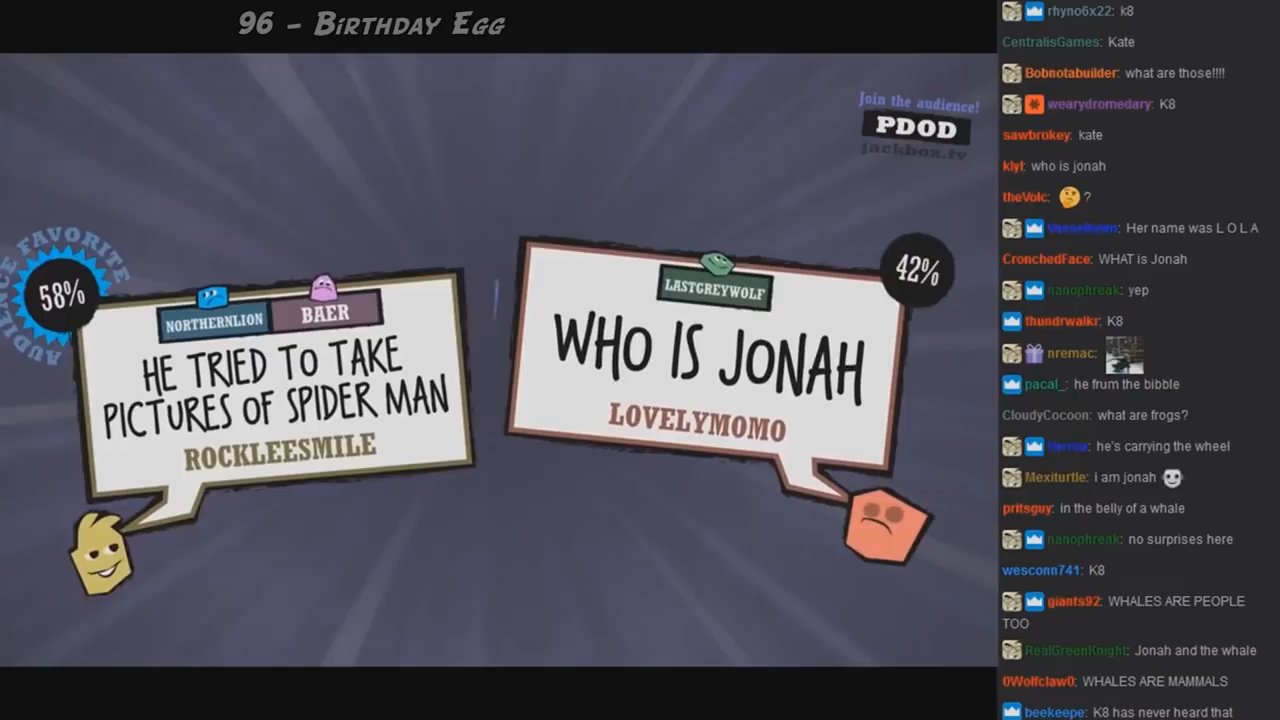 96 - Birthday Egg
Join the audience!
PDOD
jackbox.tv
AUDIENCE FAVORITE
58%
NORTHERNLION
BAER
HE TRIED TO TAKE
PICTURES OF SPIDER MAN
ROCKLEESMILE
42%
LASTGREYWOLF
WHO IS JONAH
LOVELYMOMO
rhyno6x22: k8
CentralisGames: Kate
Bobnotabuilder: what are those!!!!
wearydromedary: K8
sawbrokey: kate
klyt: who is jonah
theVolc: ?
Her name was L O L A
CronchedFace: WHAT is Jonah
nanophreak: yep
thundrwalkr: K8
nremac:
pacal_: he frum the bibble
CloudyCocoon: what are frogs?
he's carrying the wheel
Mexiturtle: i am jonah
pritsguy: in the belly of a whale
nanophreak: no surprises here
wesconn741: K8
giants92: WHALES ARE PEOPLE
TOO
RealGreenKnight: Jonah and the whale
0Wolfclaw0: WHALES ARE MAMMALS
beekeepe: K8 has never heard that